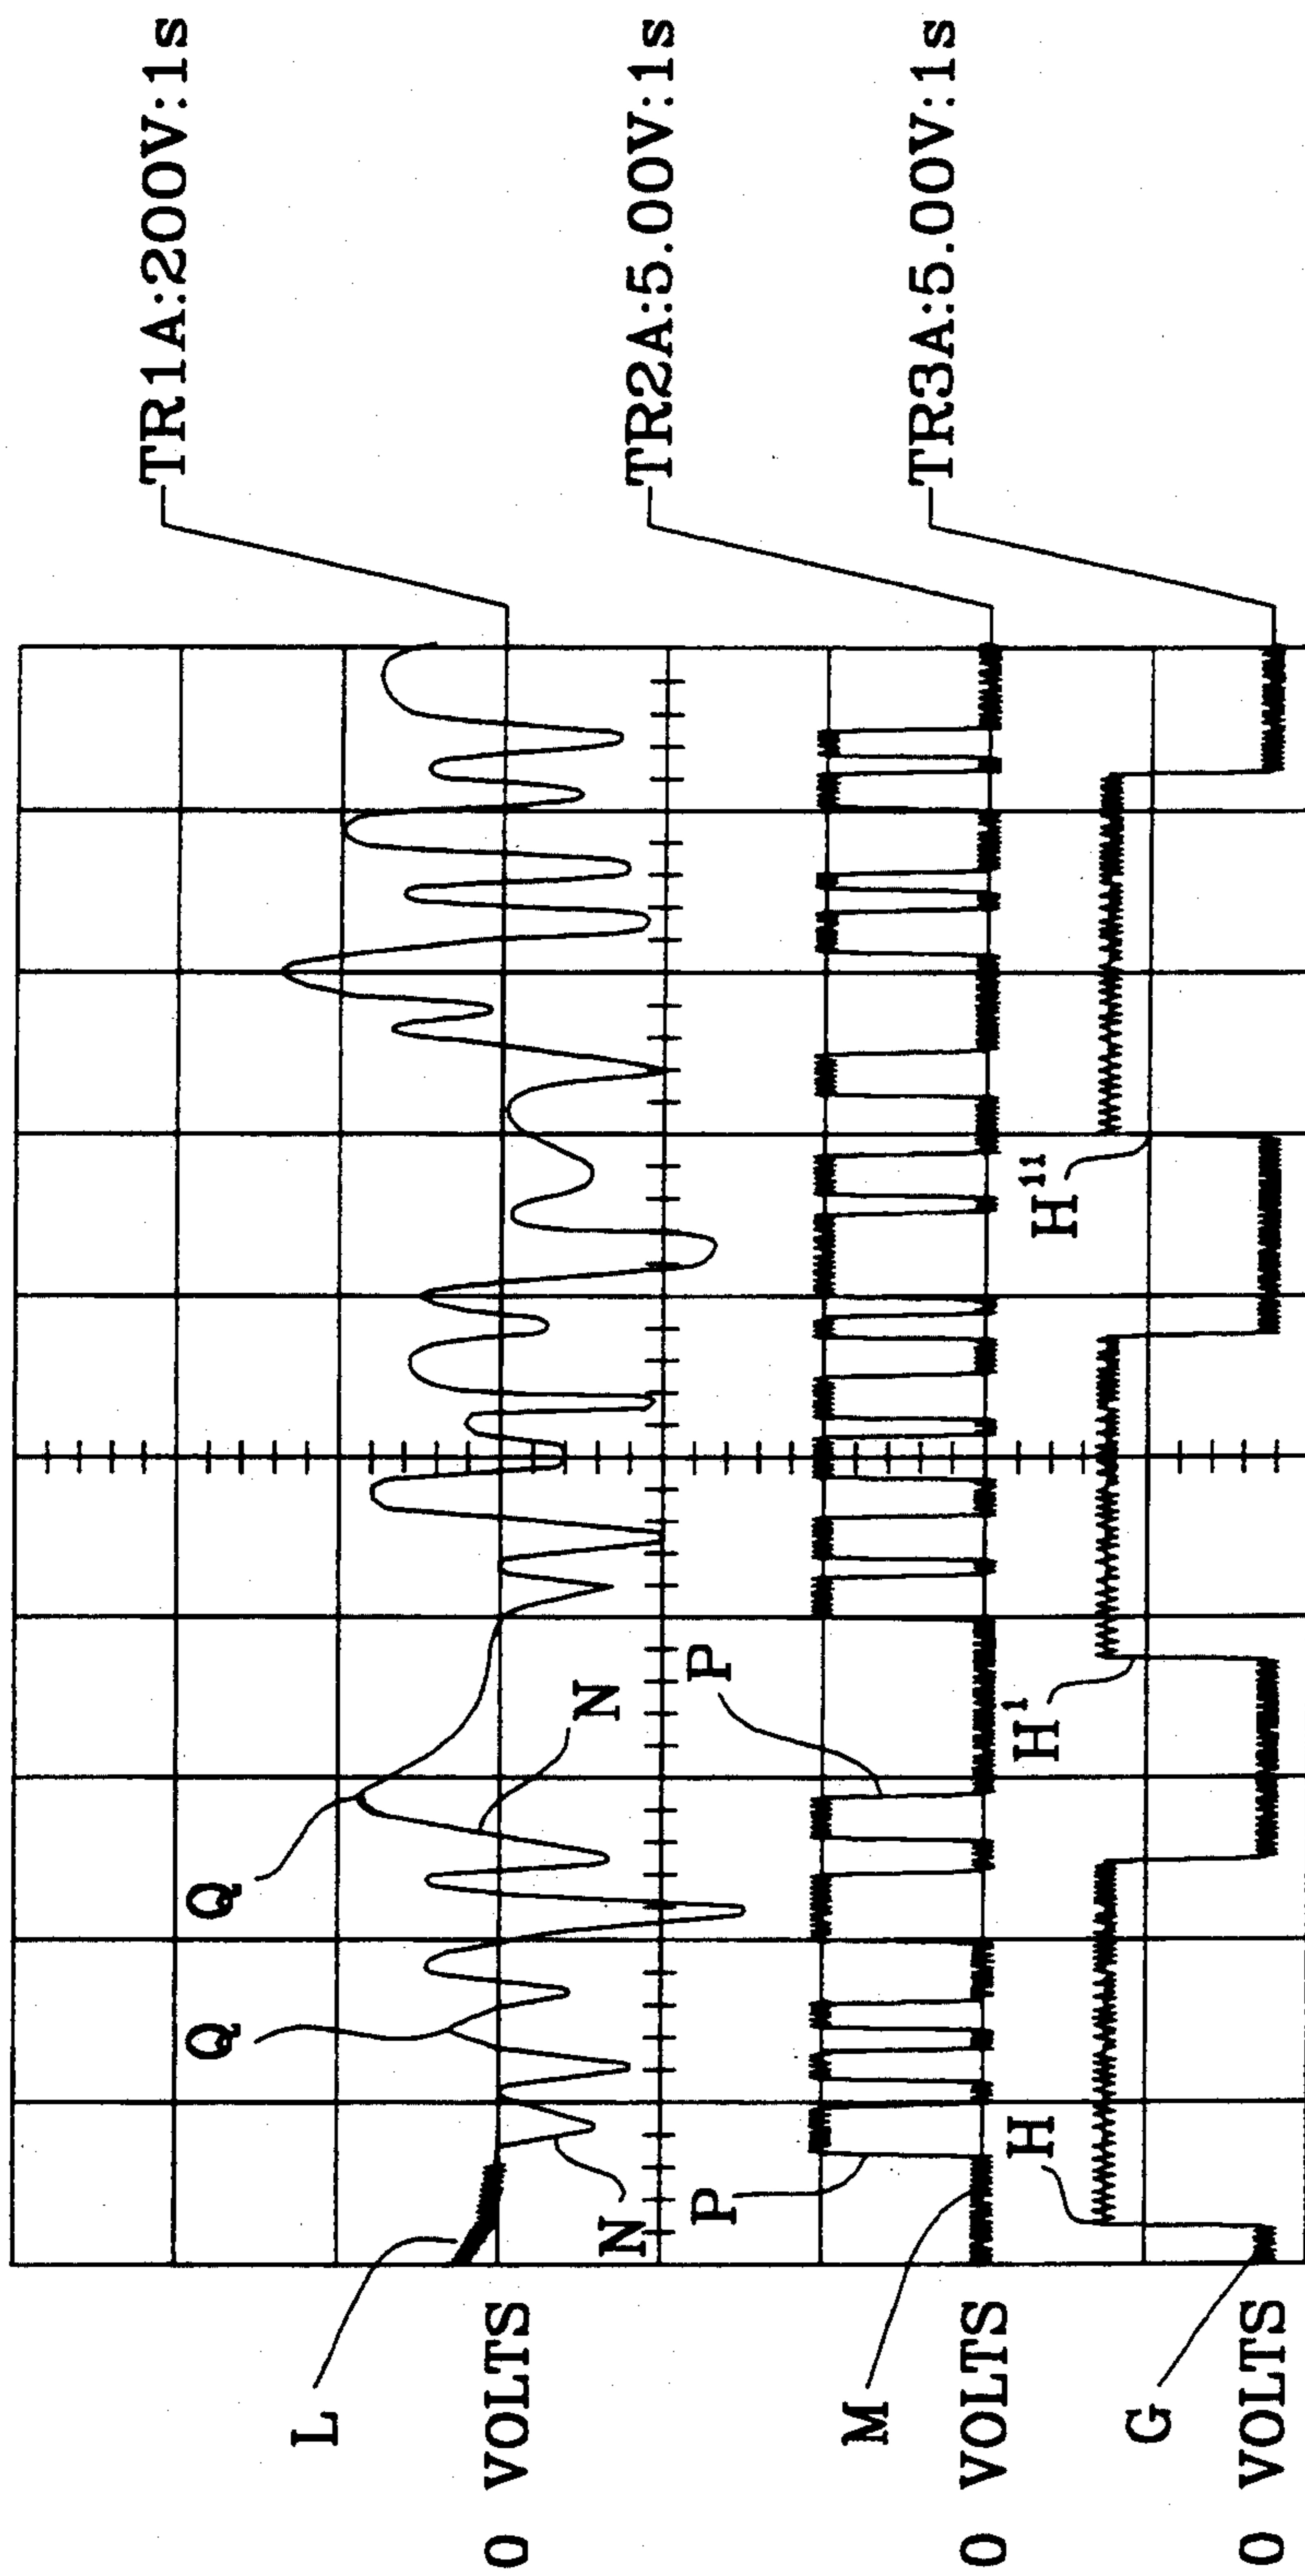 TR1A:200V:1s
TR2A:5.00V:1s
TR3A:5.00V:1s
Q
Q
N
N
P
P
H
H¹
H¹¹
L
0 VOLTS
M
0 VOLTS
G
0 VOLTS